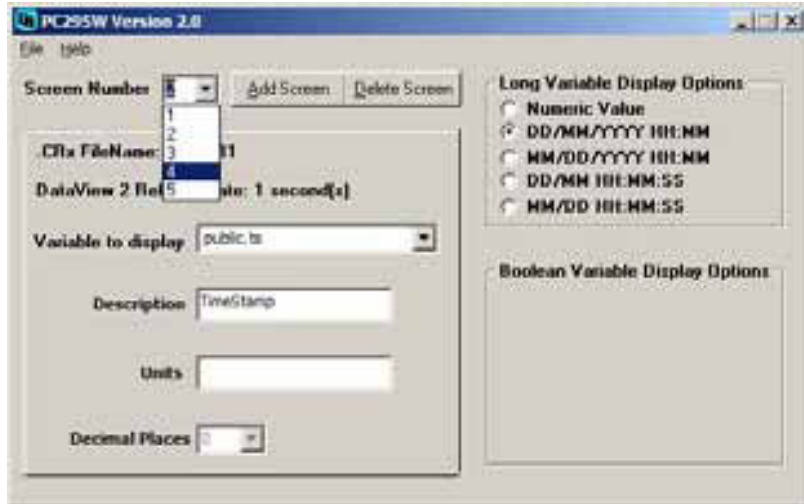 PC295W Version 2.0
File Help
Screen Number
Add Screen Delete Screen
1
2
3
4
5
.CRx FileName:
DataView 2 1 second(s)
Variable to display public.ts
Description TimeStamp
Units
Decimal Places
Long Variable Display Options
Numeric Value
DD/MM/YYYY HH:MM
MM/DD/YYYY HH:MM
DD/MM HH:MM:SS
MM/DD HH:MM:SS
Boolean Variable Display Options